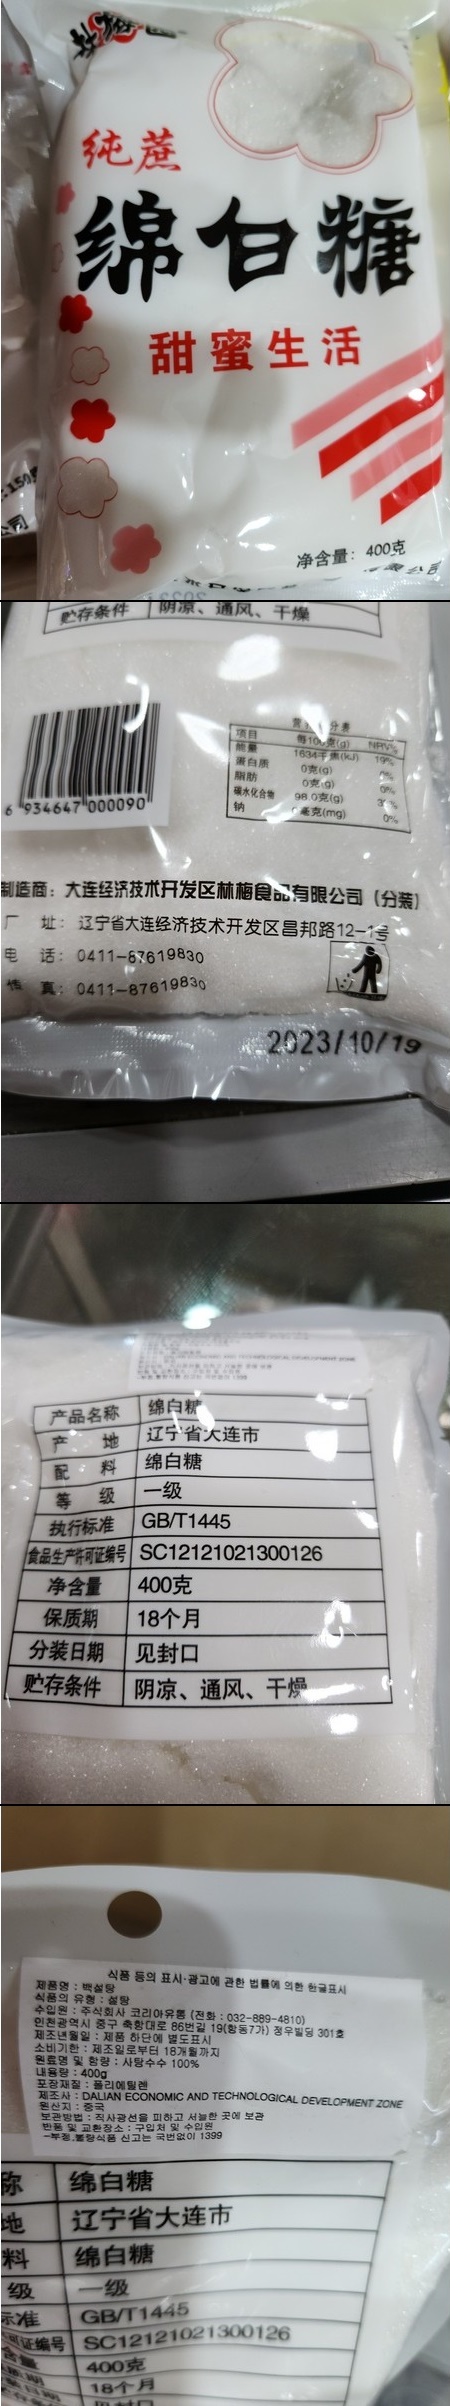 纯蔗
绵白糖
甜蜜生活
净含量：400克
贮存条件 阴凉、通风、干燥
6 934647 000090
项目 每100克(g) NRV%
能量 1634千焦(kJ) 19%
蛋白质 0克(g) 0%
脂肪 0克(g) 0%
碳水化合物 98.0克(g)
钠 毫克(mg) 0%
制造商：大连经济技术开发区林梅食品有限公司（分装）
厂 址：辽宁省大连经济技术开发区昌邦路12-1号
电 话：0411-87619830
传 真：0411-87619830
2023/10/19
产品名称 绵白糖
产 地 辽宁省大连市
配 料 绵白糖
等 级 一级
执行标准 GB/T1445
食品生产许可证编号 SC12121021300126
净含量 400克
保质期 18个月
分装日期 见封口
贮存条件 阴凉、通风、干燥
식품 등의 표시·광고에 관한 법률에 의한 한글표시
제품명 : 백설탕
식품의 유형 : 설탕
수입원 : 주식회사 코리아유통 (전화 : 032-889-4810)
인천광역시 중구 축항대로 86번길 19(항동7가) 정우빌딩 301호
제조년월일 : 제품 하단에 별도표시
소비기한 : 제조일로부터 18개월까지
원료명 및 함량 : 사탕수수 100%
내용량 : 400g
포장재질 : 폴리에틸렌
제조사 : DALIAN ECONOMIC AND TECHNOLOGICAL DEVELOPMENT ZONE
원산지 : 중국
보관방법 : 직사광선을 피하고 서늘한 곳에 보관
반품 및 교환장소 : 구입처 및 수입원
-부정,불량식품 신고는 국번없이 1399
称 绵白糖
地 辽宁省大连市
料 绵白糖
级 一级
标准 GB/T1445
可证编号 SC12121021300126
含量 400克
质期 18个月